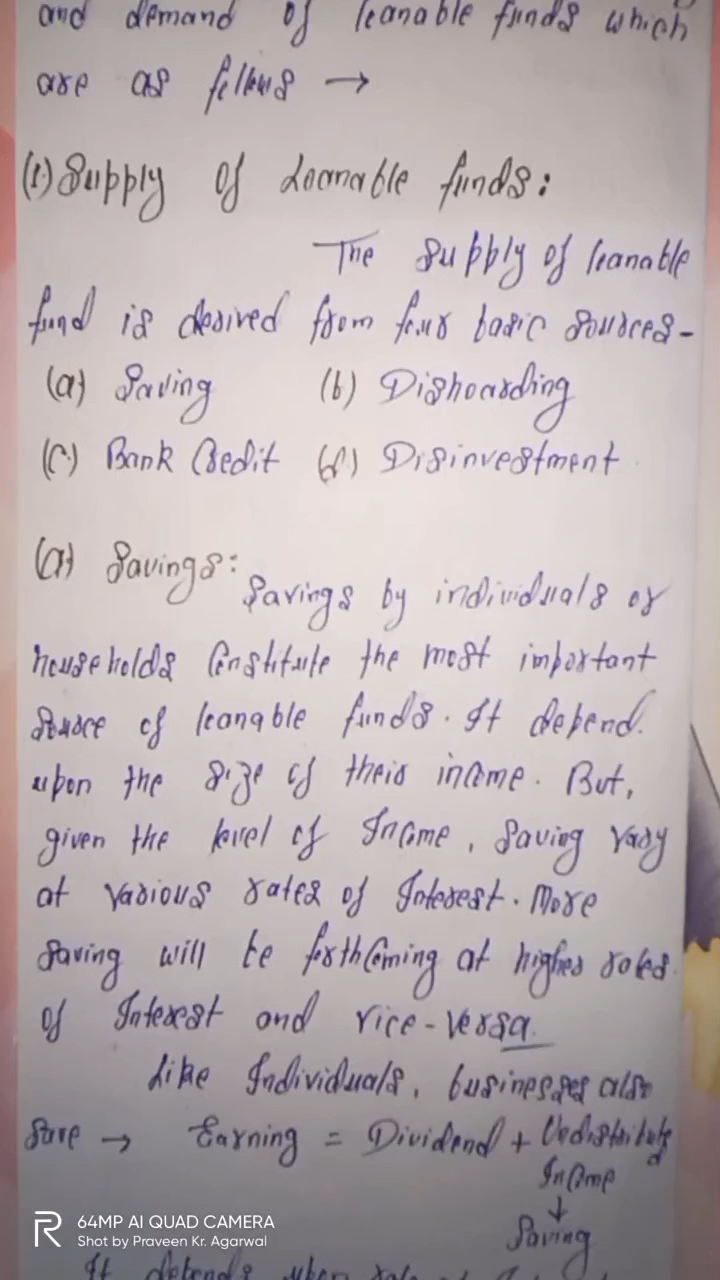 and demand of loanable funds which
are as follows →
(1) Supply of Loanable funds:
The Supply of loanable
fund is derived from four basic Sources-
(a) Saving (b) Dishoarding
(c) Bank Credit (d) Disinvestment
(a) Savings:
Savings by individuals or
households Constitute the most important
Source of loanable funds. It depend
upon the size of their income. But,
given the level of Income, Saving vary
at various rates of Interest. More
Saving will be forthComing at higher rates
of Interest and vice-versa.
Like Individuals, businesses also
Save → Earning = Dividend + Undistributed
InCome
↓
Saving
It depends upon rate of
64MP AI QUAD CAMERA
Shot by Praveen Kr. Agarwal